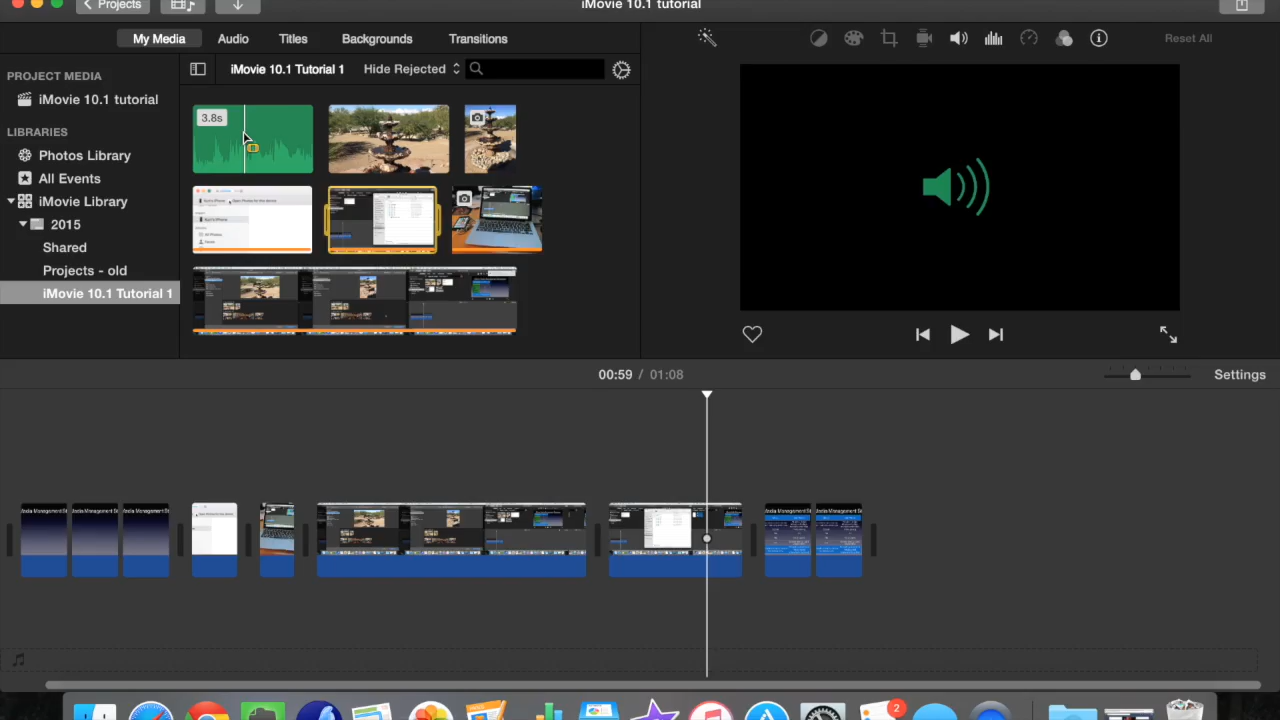 Projects
iMovie 10.1 tutorial
My Media
Audio
Titles
Backgrounds
Transitions
Reset All
PROJECT MEDIA
iMovie 10.1 Tutorial 1
Hide Rejected
iMovie 10.1 tutorial
LIBRARIES
Photos Library
All Events
iMovie Library
2015
Shared
Projects - old
iMovie 10.1 Tutorial 1
3.8s
00:59 / 01:08
Settings
2